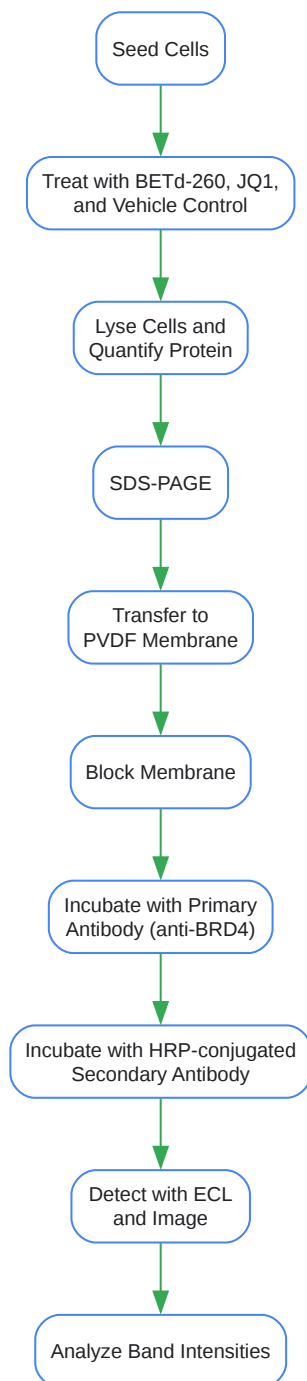 Seed Cells
Treat with BETd-260, JQ1,
and Vehicle Control
Lyse Cells and
Quantify Protein
SDS-PAGE
Transfer to
PVDF Membrane
Block Membrane
Incubate with Primary
Antibody (anti-BRD4)
Incubate with HRP-conjugated
Secondary Antibody
Detect with ECL
and Image
Analyze Band Intensities